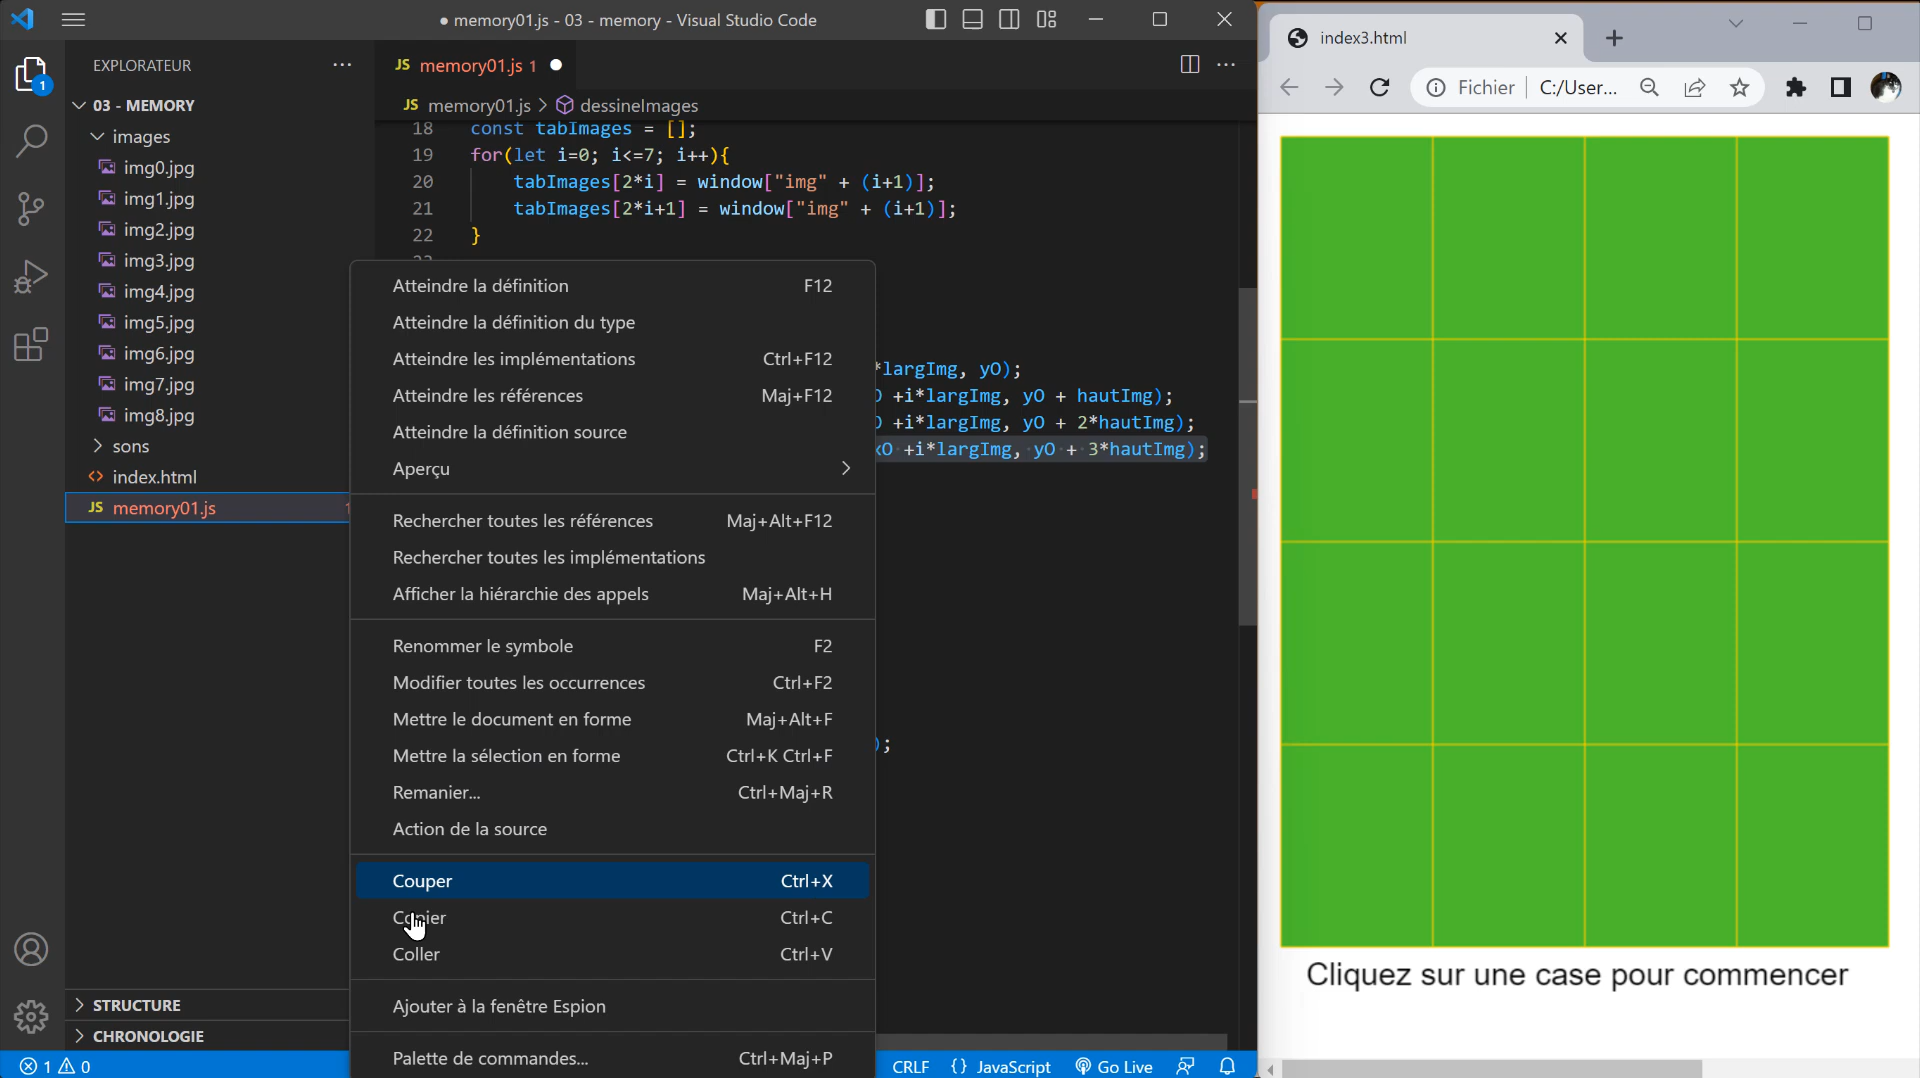 ● memory01.js - 03 - memory - Visual Studio Code
EXPLORATEUR
1
03 - MEMORY
images
img0.jpg
img1.jpg
img2.jpg
img3.jpg
img4.jpg
img5.jpg
img6.jpg
img7.jpg
img8.jpg
sons
<> index.html
JS memory01.js 1
STRUCTURE
CHRONOLOGIE
1 0
JS memory01.js 1 ●
JS memory01.js > dessineImages
18 const tabImages = [];
19 for(let i=0; i<=7; i++){
20 tabImages[2*i] = window["img" + (i+1)];
21 tabImages[2*i+1] = window["img" + (i+1)];
22 }
*largImg, yO);
+i*largImg, yO + hautImg);
+i*largImg, yO + 2*hautImg);
xO +i*largImg, yO + 3*hautImg);
);
Atteindre la définition F12
Atteindre la définition du type
Atteindre les implémentations Ctrl+F12
Atteindre les références Maj+F12
Atteindre la définition source
Aperçu
Rechercher toutes les références Maj+Alt+F12
Rechercher toutes les implémentations
Afficher la hiérarchie des appels Maj+Alt+H
Renommer le symbole F2
Modifier toutes les occurrences Ctrl+F2
Mettre le document en forme Maj+Alt+F
Mettre la sélection en forme Ctrl+K Ctrl+F
Remanier... Ctrl+Maj+R
Action de la source
Couper Ctrl+X
Copier Ctrl+C
Coller Ctrl+V
Ajouter à la fenêtre Espion
Palette de commandes... Ctrl+Maj+P
CRLF {} JavaScript Go Live
index3.html
Fichier C:/User...
Cliquez sur une case pour commencer